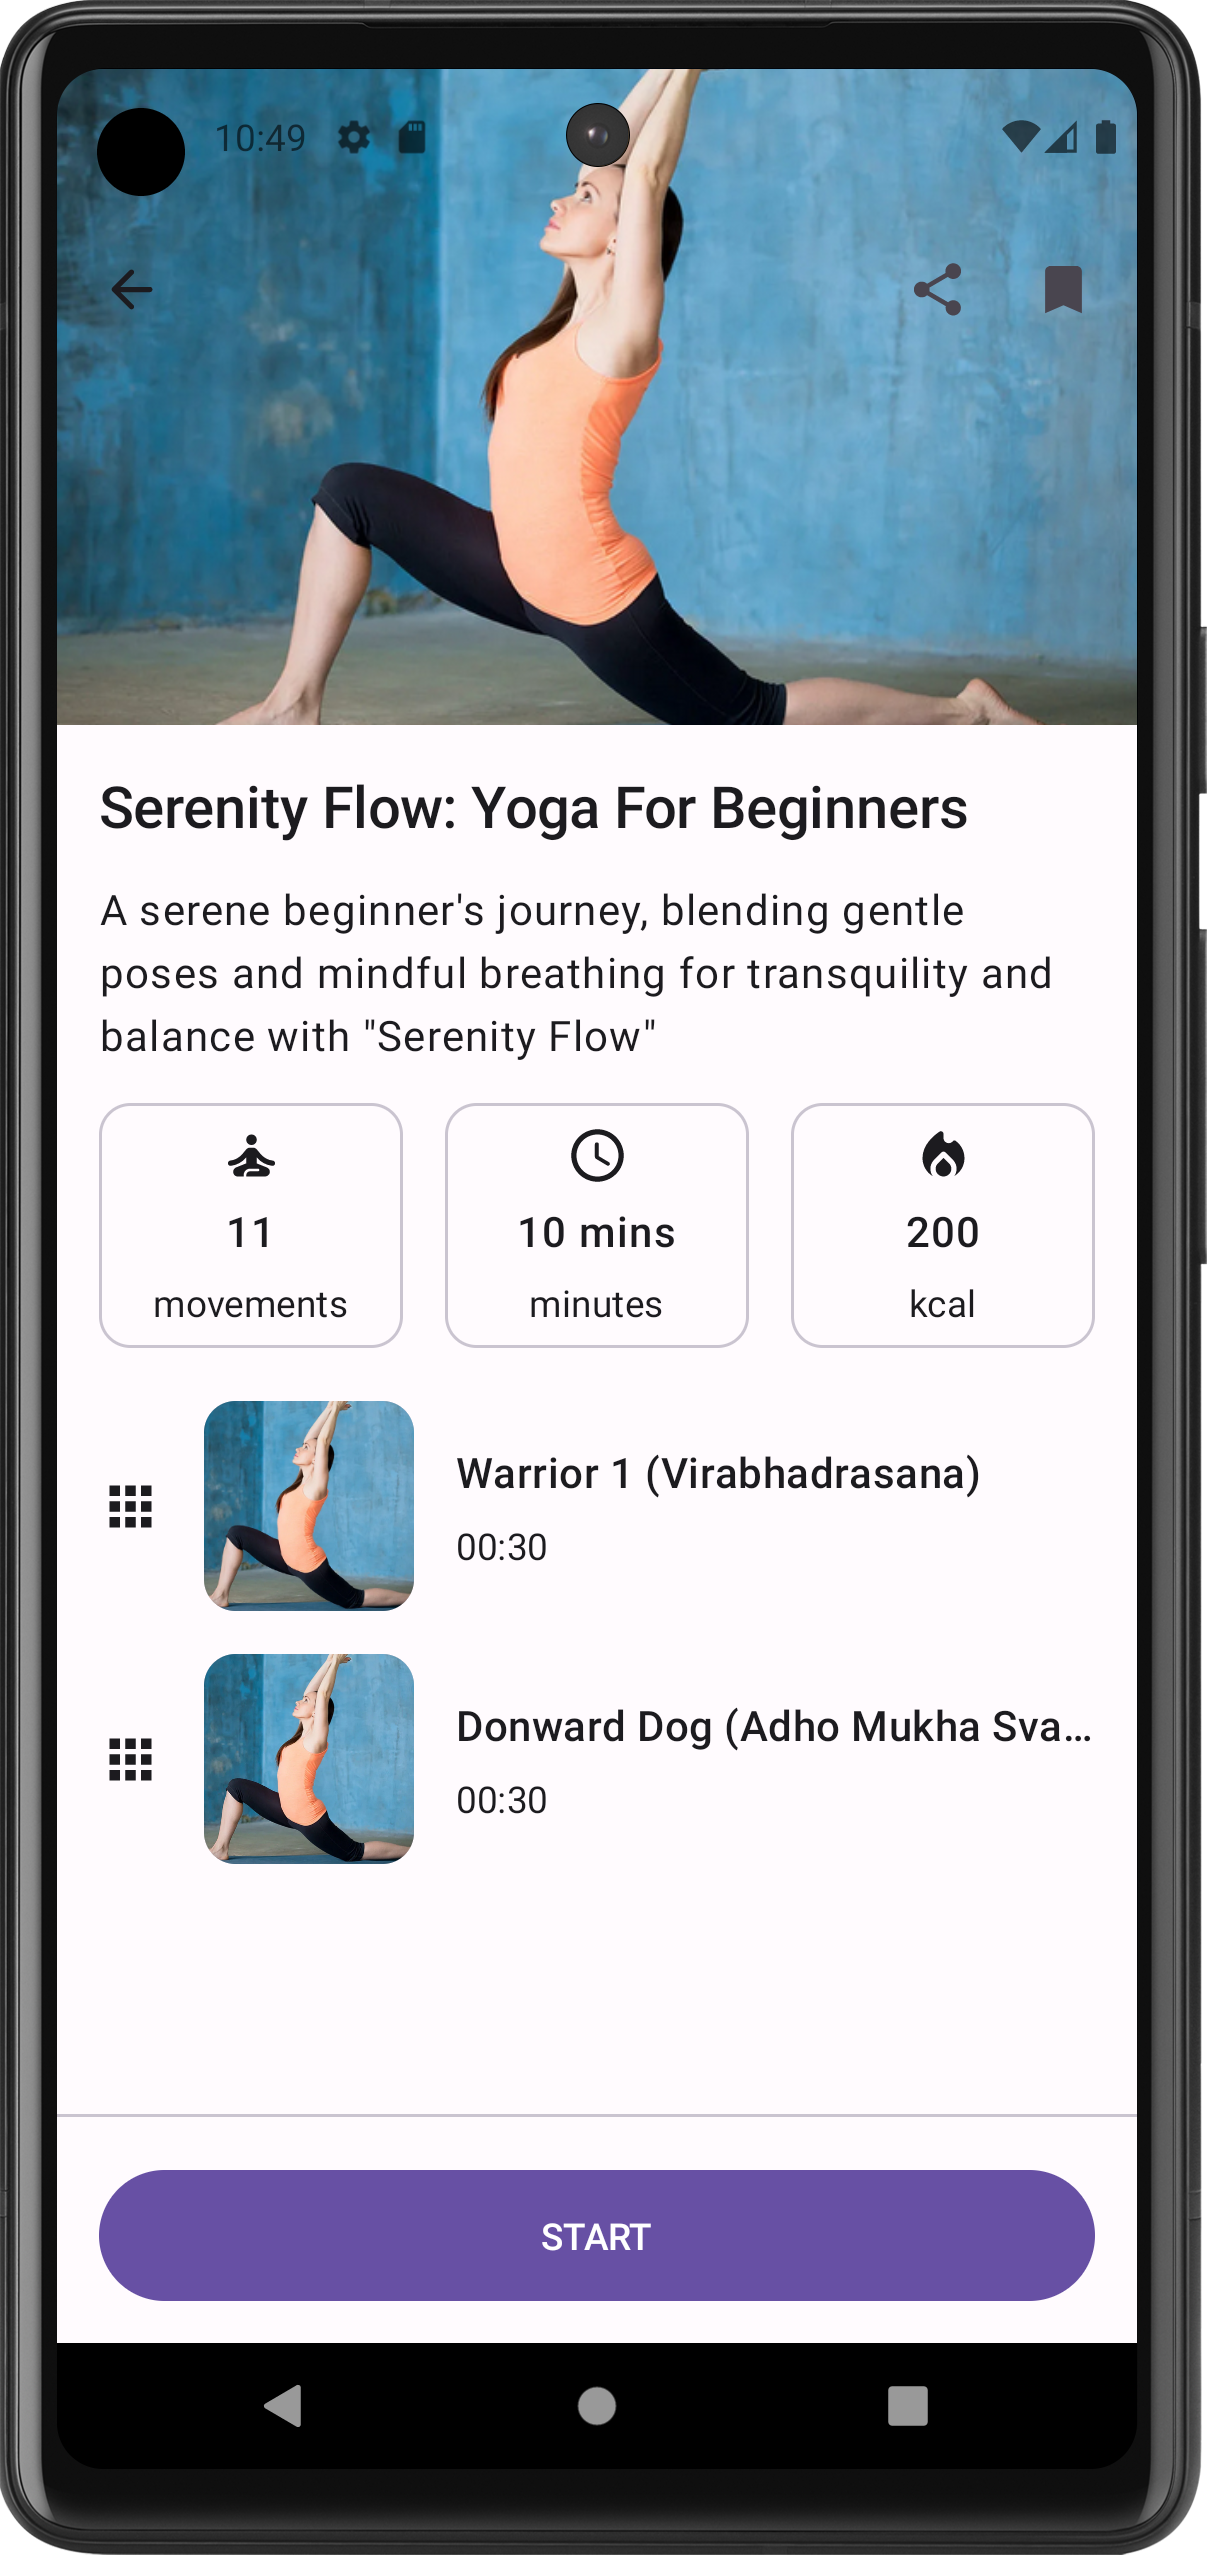 10:49
Serenity Flow: Yoga For Beginners
A serene beginner's journey, blending gentle
poses and mindful breathing for transquility and
balance with "Serenity Flow"
11
movements
10 mins
minutes
200
kcal
Warrior 1 (Virabhadrasana)
00:30
Donward Dog (Adho Mukha Sva...
00:30
START